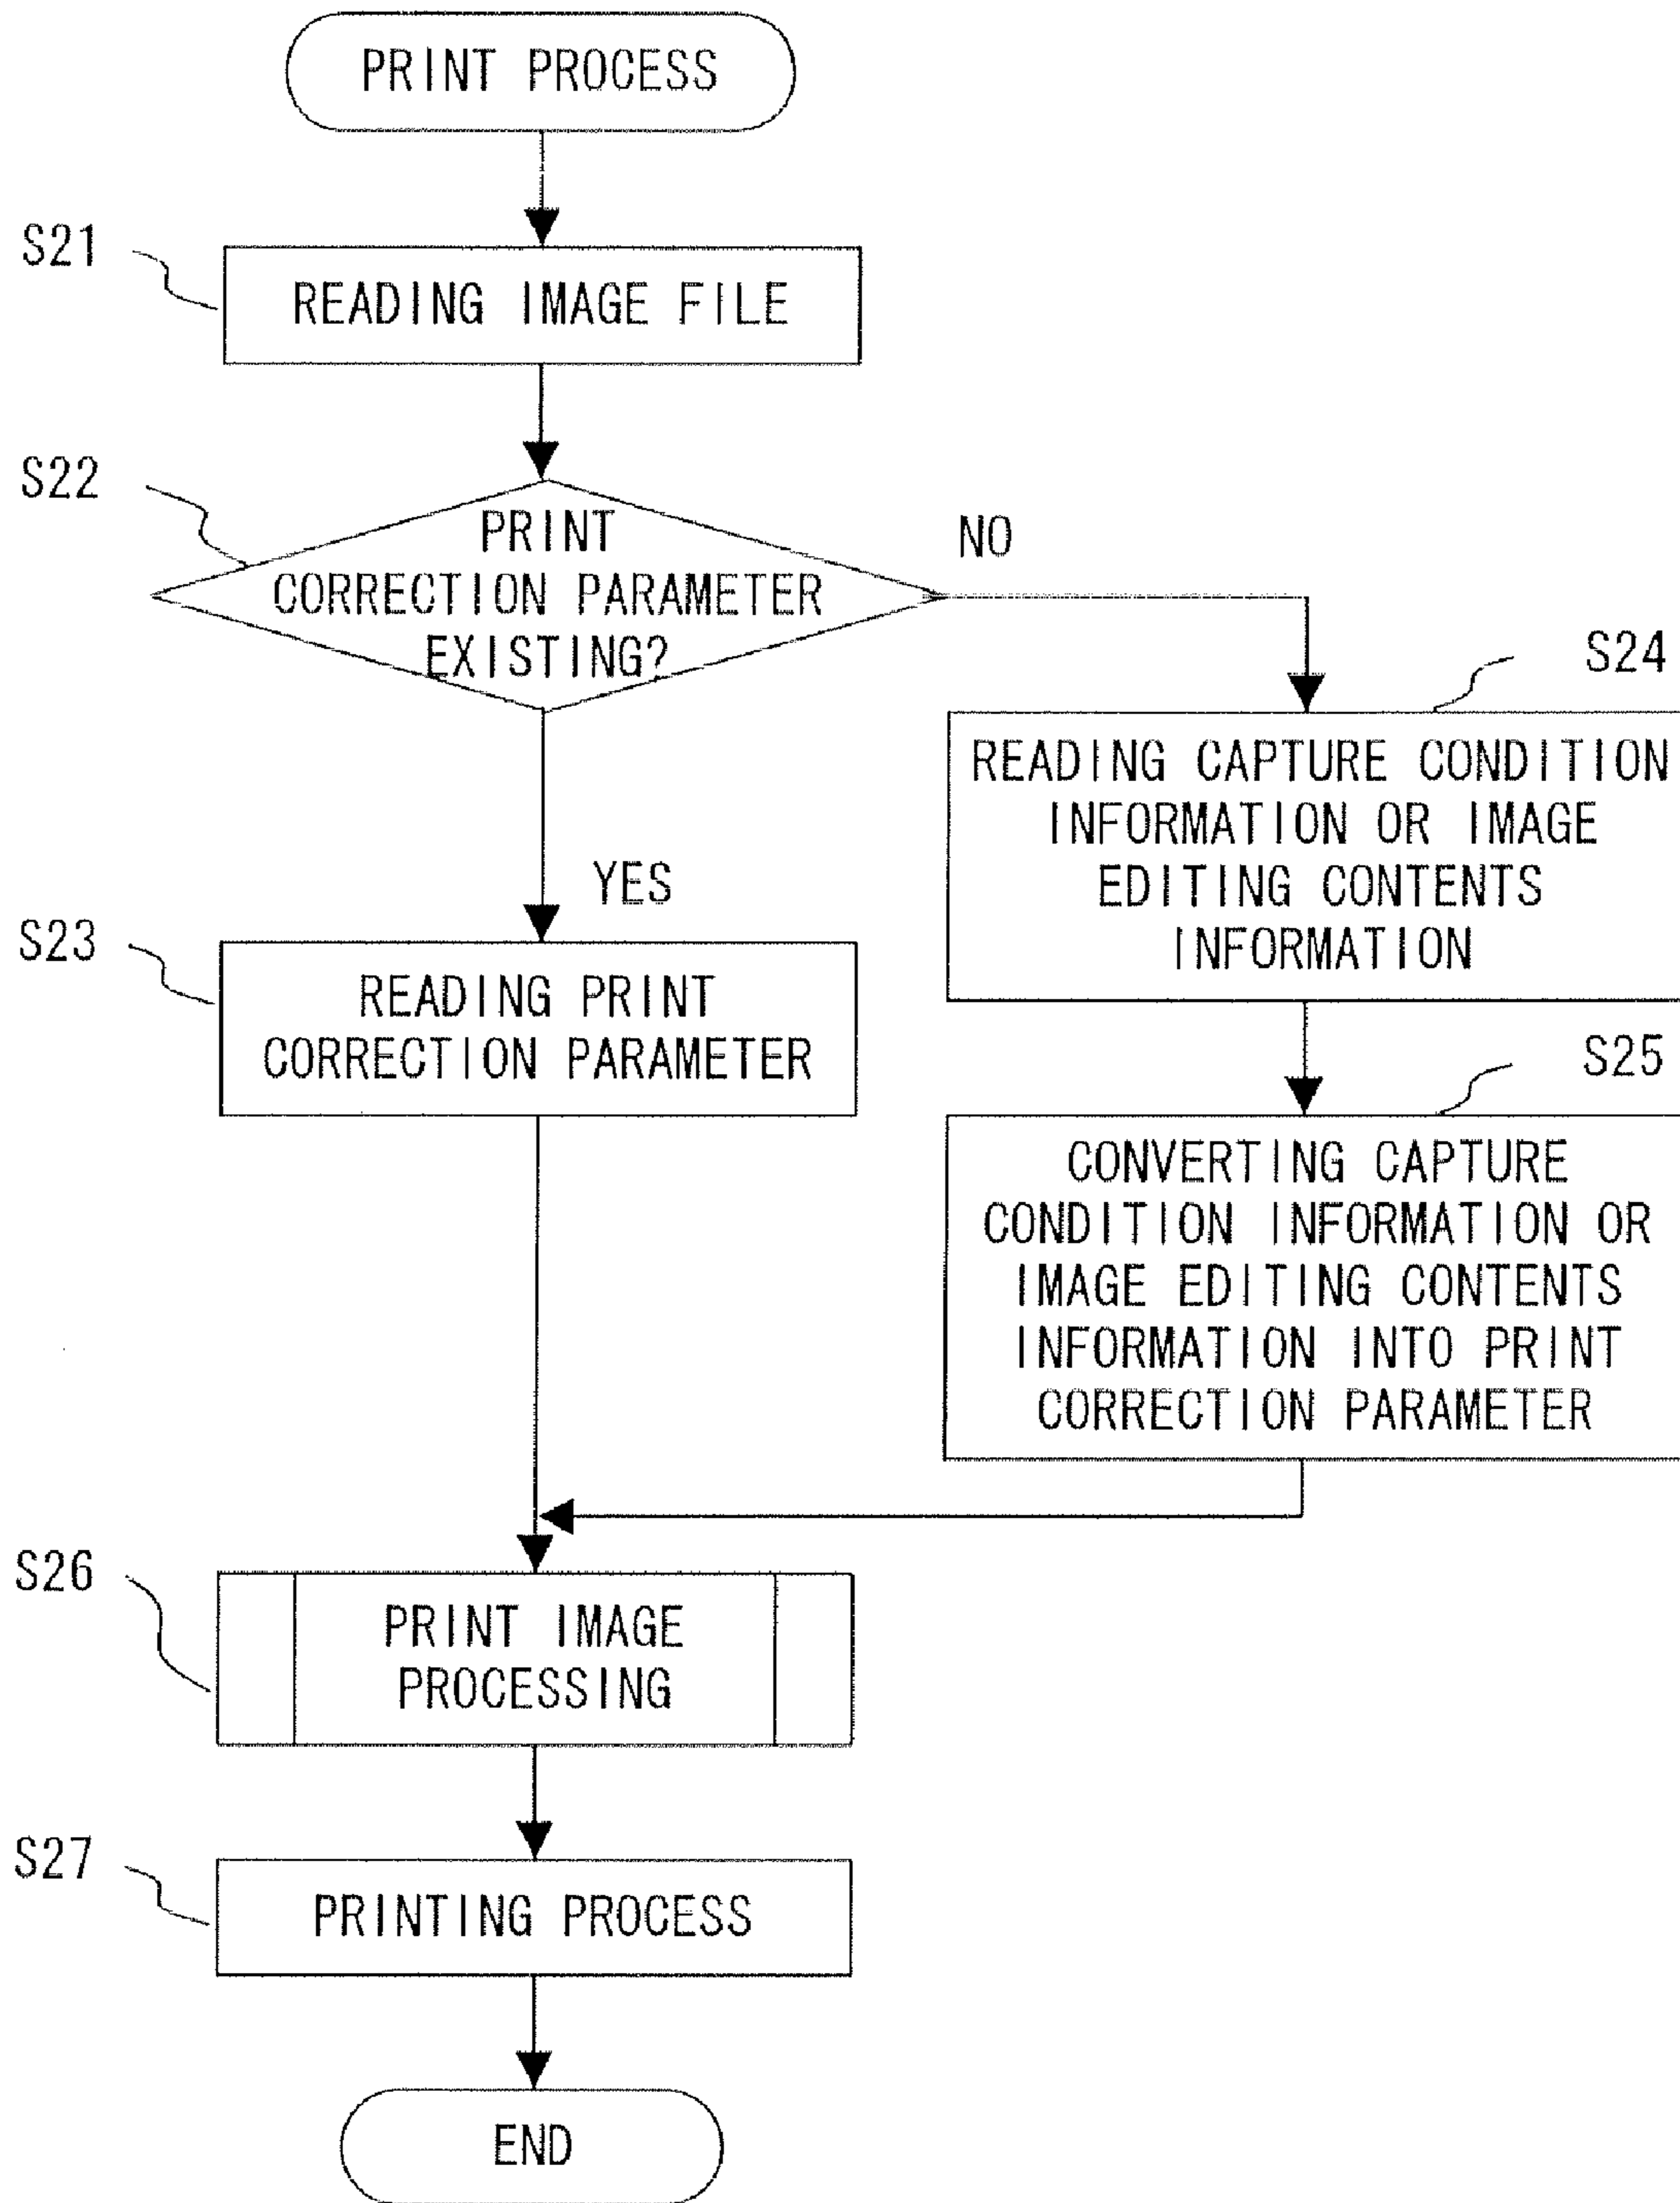 PRINT PROCESS
S21
READING IMAGE FILE
S22
PRINT
CORRECTION PARAMETER
EXISTING?
NO
YES
S23
READING PRINT
CORRECTION PARAMETER
S24
READING CAPTURE CONDITION
INFORMATION OR IMAGE
EDITING CONTENTS
INFORMATION
S25
CONVERTING CAPTURE
CONDITION INFORMATION OR
IMAGE EDITING CONTENTS
INFORMATION INTO PRINT
CORRECTION PARAMETER
S26
PRINT IMAGE
PROCESSING
S27
PRINTING PROCESS
END